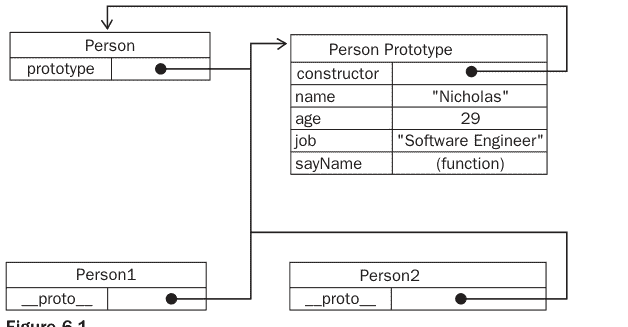 Person
prototype
Person Prototype
constructor
name "Nicholas"
age 29
job "Software Engineer"
sayName (function)
Person1
__proto__
Person2
__proto__
Figure 6-1